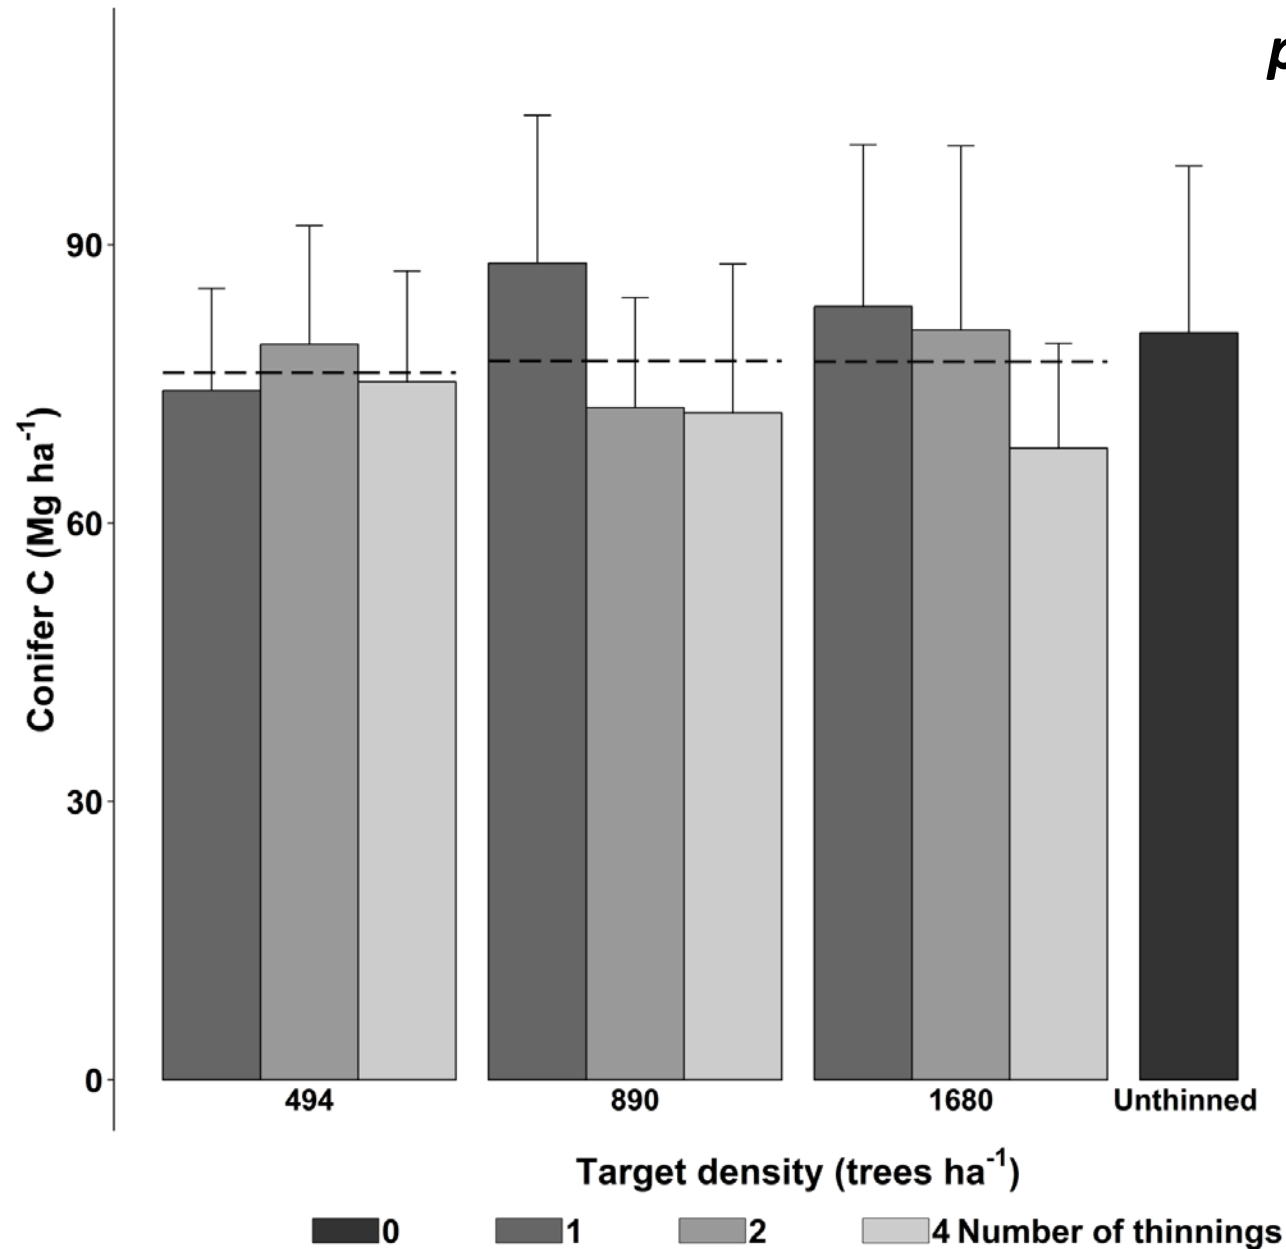 p
90
60
30
0
Conifer C (Mg ha⁻¹)
494 890 1680 Unthinned
Target density (trees ha⁻¹)
0 1 2 4 Number of thinnings